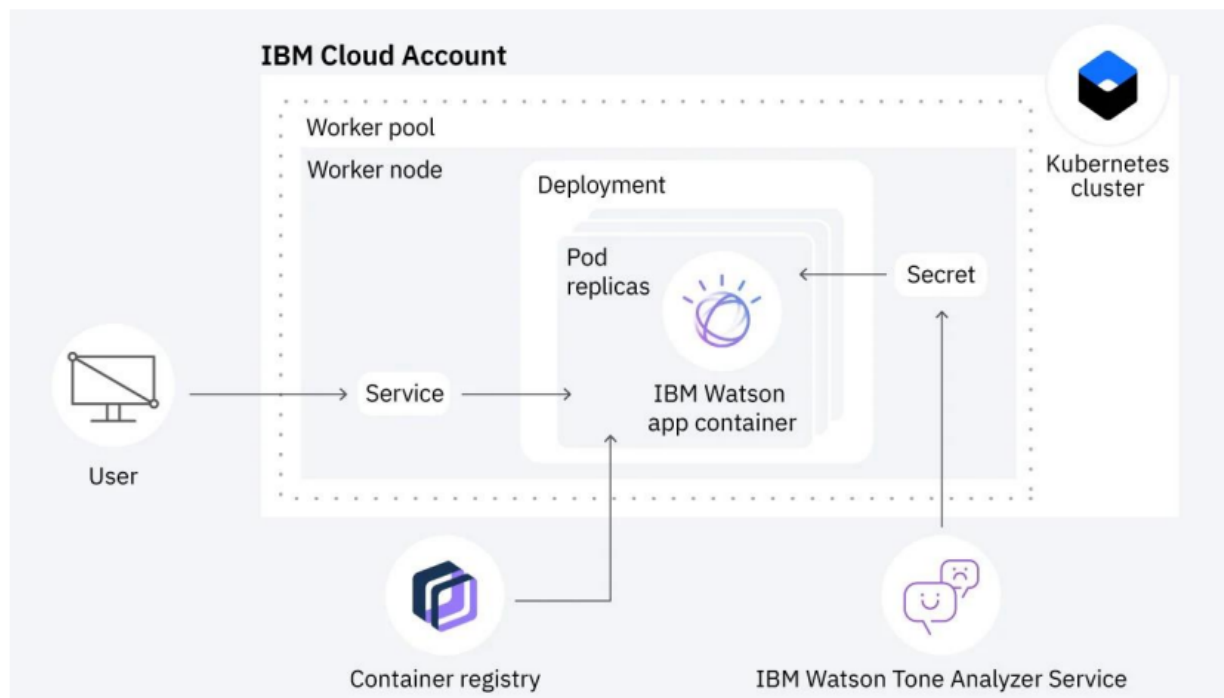 IBM Cloud Account
Worker pool
Worker node
Deployment
Kubernetes
cluster
Pod
replicas
Secret
Service
IBM Watson
app container
User
Container registry
IBM Watson Tone Analyzer Service